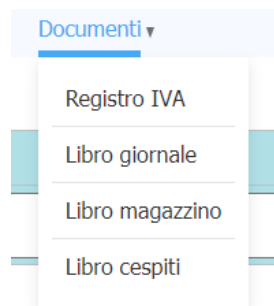 Documenti ▾
Registro IVA
Libro giornale
Libro magazzino
Libro cespiti